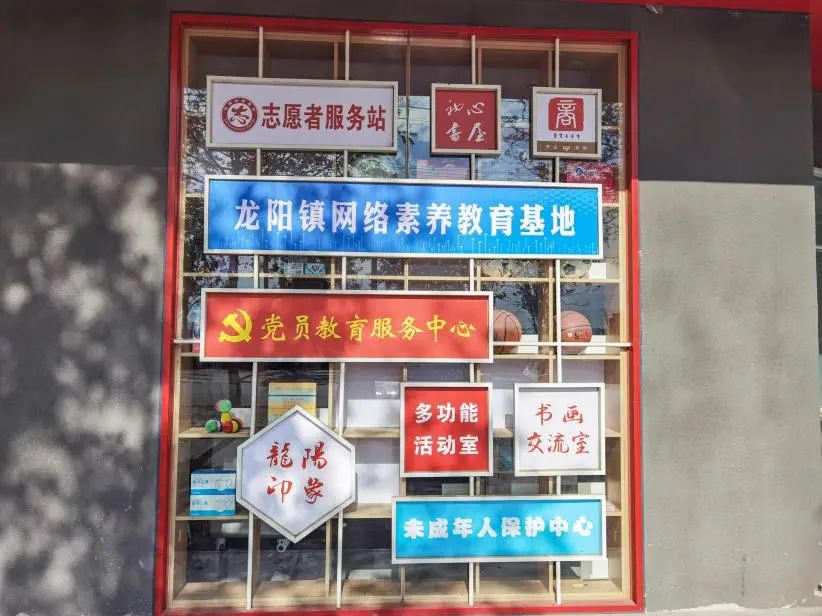 志愿者服务站
初心
书屋
商
龙阳镇网络素养教育基地
党员教育服务中心
多功能
活动室
书画
交流室
龍陽
印象
未成年人保护中心